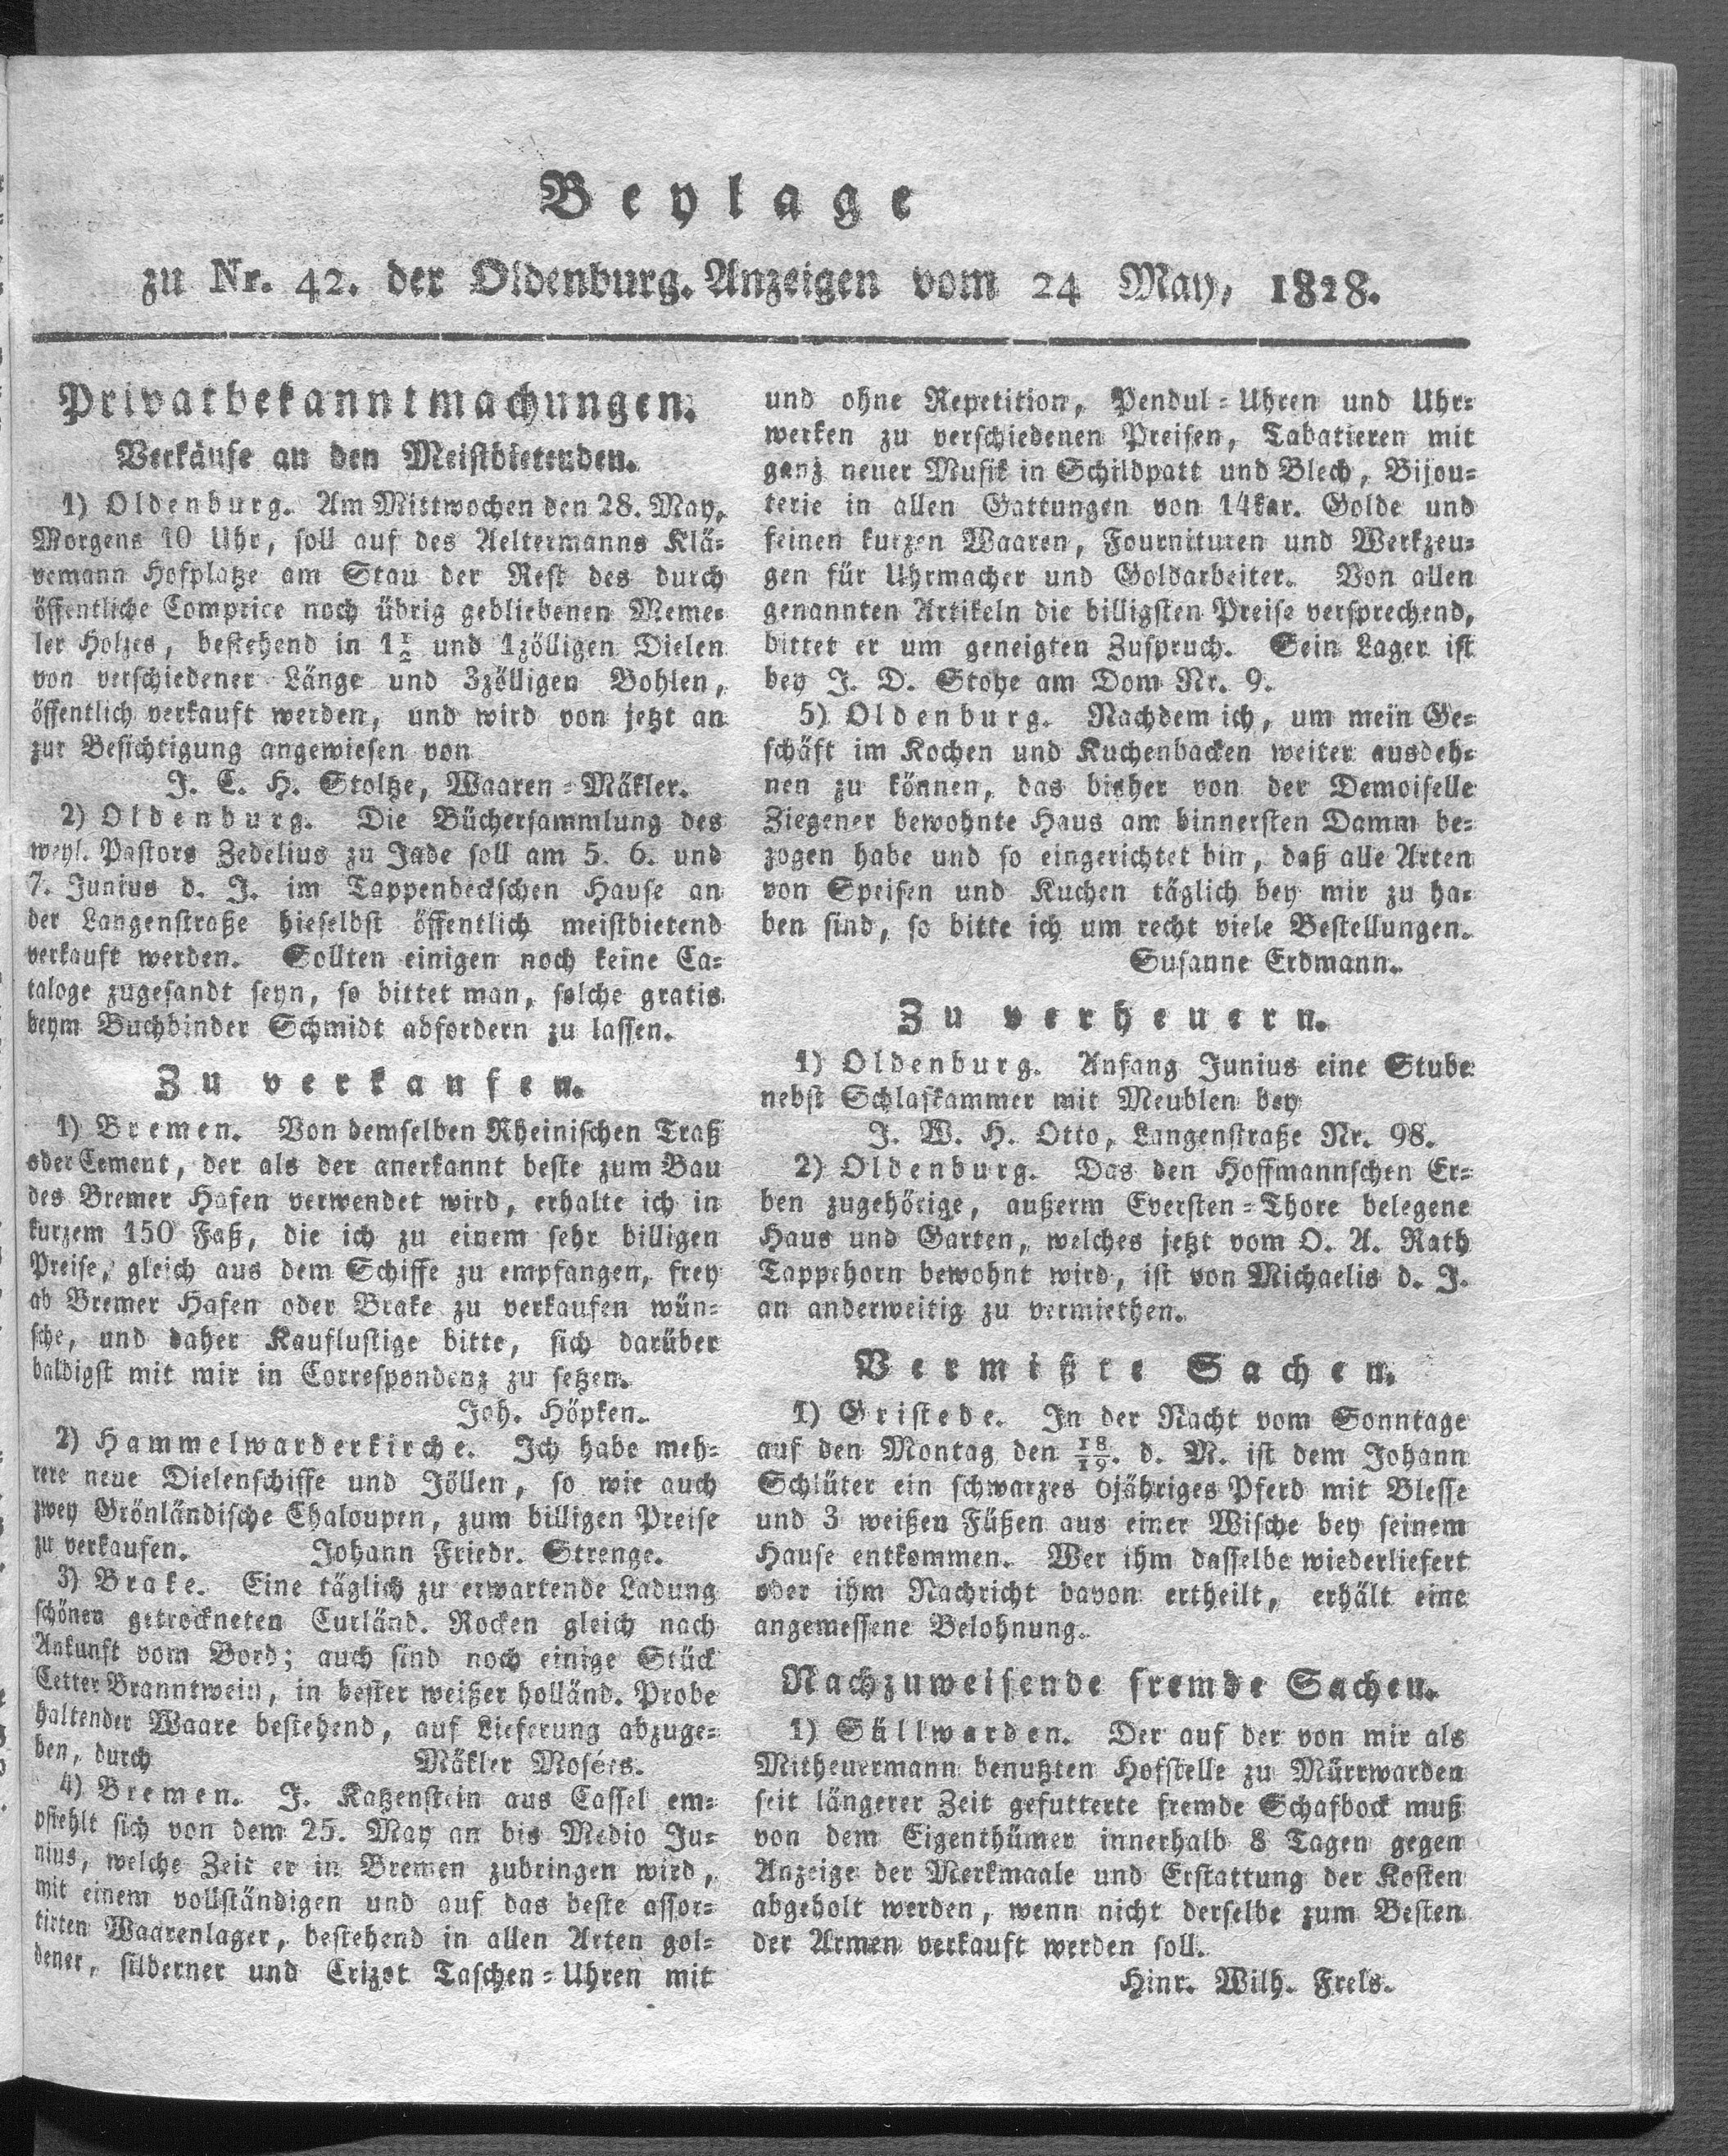 Beylage
zu Nr. 42. der Oldenburg. Anzeigen vom 24 May, 1828.
Privatbekanntmachungen.
Verkäufe an den Meistbietenden.
1) Oldenburg. Am Mittwochen den 28. May,
Morgens 10 Uhr, soll auf des Aeltermanns Klä-
vemann Hofplatze am Stau der Rest des durch
öffentliche Comprice noch übrig gebliebenen Meme-
ler Holzes, bestehend in 1½ und 1zölligen Dielen
von verschiedener Länge und 3zölligen Bohlen,
öffentlich verkauft werden, und wird von jetzt an
zur Besichtigung angewiesen von
J. C. H. Stoltze, Waaren-Mäkler.
2) Oldenburg. Die Büchersammlung des
weyl. Pastors Zedelius zu Jade soll am 5. 6. und
7. Junius d. J. im Tappendeckschen Hause an
der Langenstraße hieselbst öffentlich meistbietend
verkauft werden. Sollten einigen noch keine Ca-
taloge zugesandt seyn, so bittet man, solche gratis
beym Buchbinder Schmidt abfordern zu lassen.
Zu verkaufen.
1) Bremen. Von demselben Rheinischen Traß
oder Cement, der als der anerkannt beste zum Bau
des Bremer Hafen verwendet wird, erhalte ich in
kurzem 150 Faß, die ich zu einem sehr billigen
Preise, gleich aus dem Schiffe zu empfangen, frey
ab Bremer Hafen oder Brake zu verkaufen wün-
sche, und daher Kauflustige bitte, sich darüber
baldigst mit mir in Correspondenz zu setzen.
Joh. Höpken.
2) Hammelwarderkirche. Ich habe meh-
rere neue Dielenschiffe und Jöllen, so wie auch
zwey Grönländische Chaloupen, zum billigen Preise
zu verkaufen. Johann Friedr. Strenge.
3) Brake. Eine täglich zu erwartende Ladung
schönen getrockneten Curländ. Rocken gleich nach
Ankunft vom Bord; auch sind noch einige Stück
Cetter Branntwein, in bester weißer holländ. Probe
haltender Waare bestehend, auf Lieferung abzuge-
ben, durch Mäkler Mosées.
4) Bremen. J. Katzenstein aus Cassel em-
pfiehlt sich von dem 25. May an bis Medio Ju-
nius, welche Zeit er in Bremen zubringen wird,
mit einem vollständigen und auf das beste assor-
tirten Waarenlager, bestehend in allen Arten gol-
dener, silberner und Crizot Taschen-Uhren mit
und ohne Repetition, Pendul-Uhren und Uhr-
werken zu verschiedenen Preisen, Tabatieren mit
ganz neuer Musik in Schildpatt und Blech, Bijou-
terie in allen Gattungen von 14kar. Golde und
feinen kurzen Waaren, Fournituren und Werkzeu-
gen für Uhrmacher und Goldarbeiter. Von allen
genannten Artikeln die billigsten Preise versprechend,
bittet er um geneigten Zuspruch. Sein Lager ist
bey J. D. Stoye am Dom Nr. 9.
5) Oldenburg. Nachdem ich, um mein Ge-
schäft im Kochen und Kuchenbacken weiter ausdeh-
nen zu können, das bisher von der Demoiselle
Ziegener bewohnte Haus am binnersten Damm be-
zogen habe und so eingerichtet bin, daß alle Arten
von Speisen und Kuchen täglich bey mir zu ha-
ben sind, so bitte ich um recht viele Bestellungen.
Susanne Erdmann.
Zu verheuern.
1) Oldenburg. Anfang Junius eine Stube
nebst Schlafkammer mit Meublen bey
J. W. H. Otto, Langenstraße Nr. 98.
2) Oldenburg. Das den Hoffmannschen Er-
ben zugehörige, außerm Eversten-Thore belegene
Haus und Garten, welches jetzt vom O. A. Rath
Tappehorn bewohnt wird, ist von Michaelis d. J.
an anderweitig zu vermiethen.
Vermißte Sachen.
1) Gristede. In der Nacht vom Sonntage
auf den Montag den 18/19. d. M. ist dem Johann
Schlüter ein schwarzes 6jähriges Pferd mit Blesse
und 3 weißen Füßen aus einer Wische bey seinem
Hause entkommen. Wer ihm dasselbe wiederliefert
oder ihm Nachricht davon ertheilt, erhält eine
angemessene Belohnung.
Nachzuweisende fremde Sachen.
1) Süllwarden. Der auf der von mir als
Mitheuermann benutzten Hofstelle zu Mürrwarden
seit längerer Zeit gefutterte fremde Schafbock muß
von dem Eigenthümer innerhalb 8 Tagen gegen
Anzeige der Merkmaale und Erstattung der Kosten
abgeholt werden, wenn nicht derselbe zum Besten
der Armen verkauft werden soll.
Hinr. Wilh. Frels.